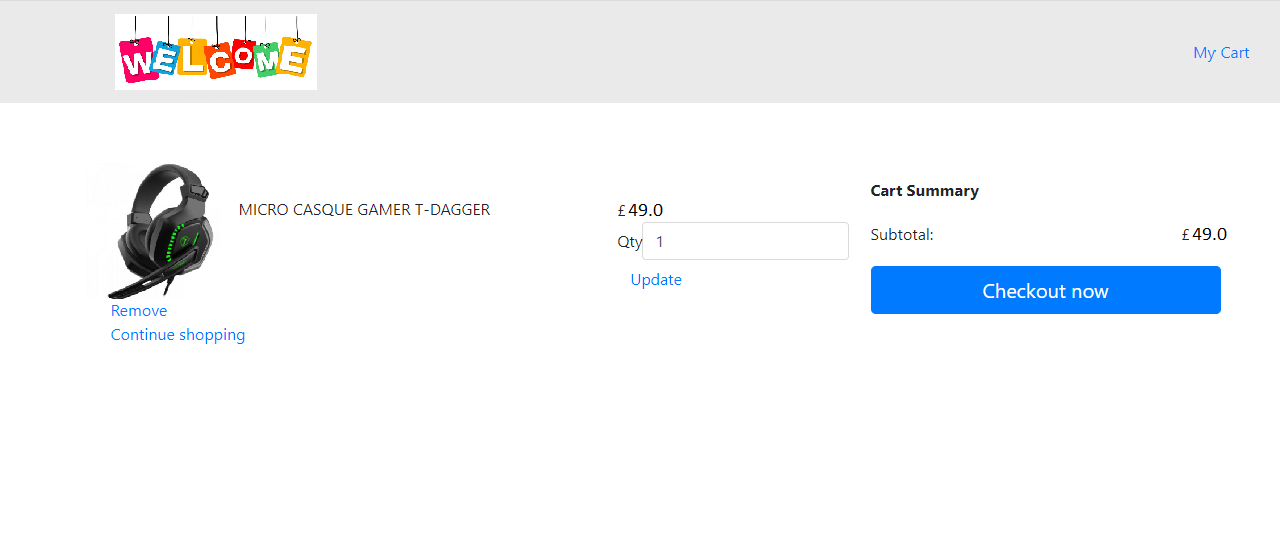 WELCOME
My Cart
MICRO CASQUE GAMER T-DAGGER
£ 49.0
Qty 1
Update
Remove
Continue shopping
Cart Summary
Subtotal: £ 49.0
Checkout now